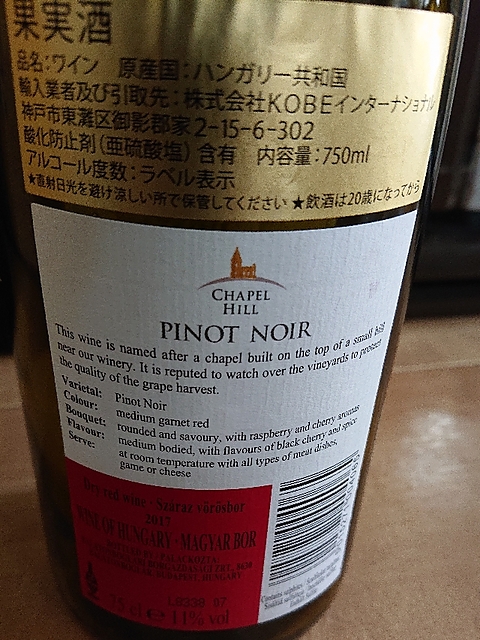 果実酒
品名:ワイン 原産国:ハンガリー共和国
輸入業者及び引取先:株式会社KOBEインターナショナル
神戸市東灘区御影郡家2-15-6-302
酸化防止剤(亜硫酸塩)含有 内容量:750ml
アルコール度数:ラベル表示
★直射日光を避け涼しい所で保管してください ★飲酒は20歳になってから
CHAPEL
HILL
PINOT NOIR
This wine is named after a chapel built on the top of a small hill
near our winery. It is reputed to watch over the vineyards to protect
the quality of the grape harvest.
Varietal: Pinot Noir
Colour: medium garnet red
Bouquet: rounded and savoury, with raspberry and cherry aromas
Flavour: medium bodied, with flavours of black cherry and spice
Serve: at room temperature with all types of meat dishes,
game or cheese
Dry red wine · Száraz vörösbor
2017
WINE OF HUNGARY · MAGYAR BOR
75 cl e 11% vol